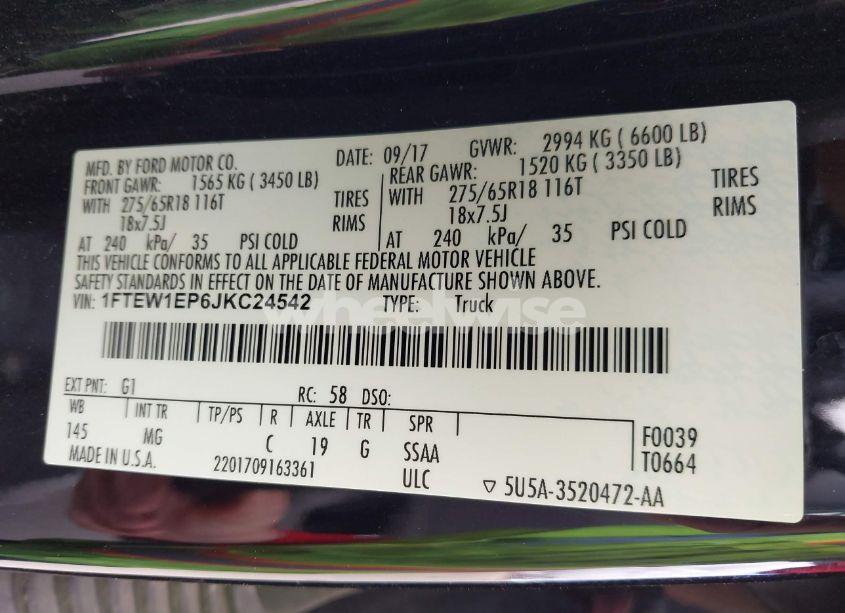 MFD. BY FORD MOTOR CO. DATE: 09/17 GVWR: 2994 KG ( 6600 LB)
FRONT GAWR: 1565 KG ( 3450 LB) REAR GAWR: 1520 KG ( 3350 LB)
WITH 275/65R18 116T TIRES WITH 275/65R18 116T TIRES
18x7.5J RIMS 18x7.5J RIMS
AT 240 kPa/ 35 PSI COLD AT 240 kPa/ 35 PSI COLD
THIS VEHICLE CONFORMS TO ALL APPLICABLE FEDERAL MOTOR VEHICLE
SAFETY STANDARDS IN EFFECT ON THE DATE OF MANUFACTURE SHOWN ABOVE.
VIN: 1FTEW1EP6JKC24542 TYPE: Truck
wheelwise
EXT PNT: G1 RC: 58 DSO:
WB INT TR TP/PS R AXLE TR SPR
145 MG C 19 G SSAA F0039
MADE IN U.S.A. 2201709163361 ULC T0664
5U5A-3520472-AA